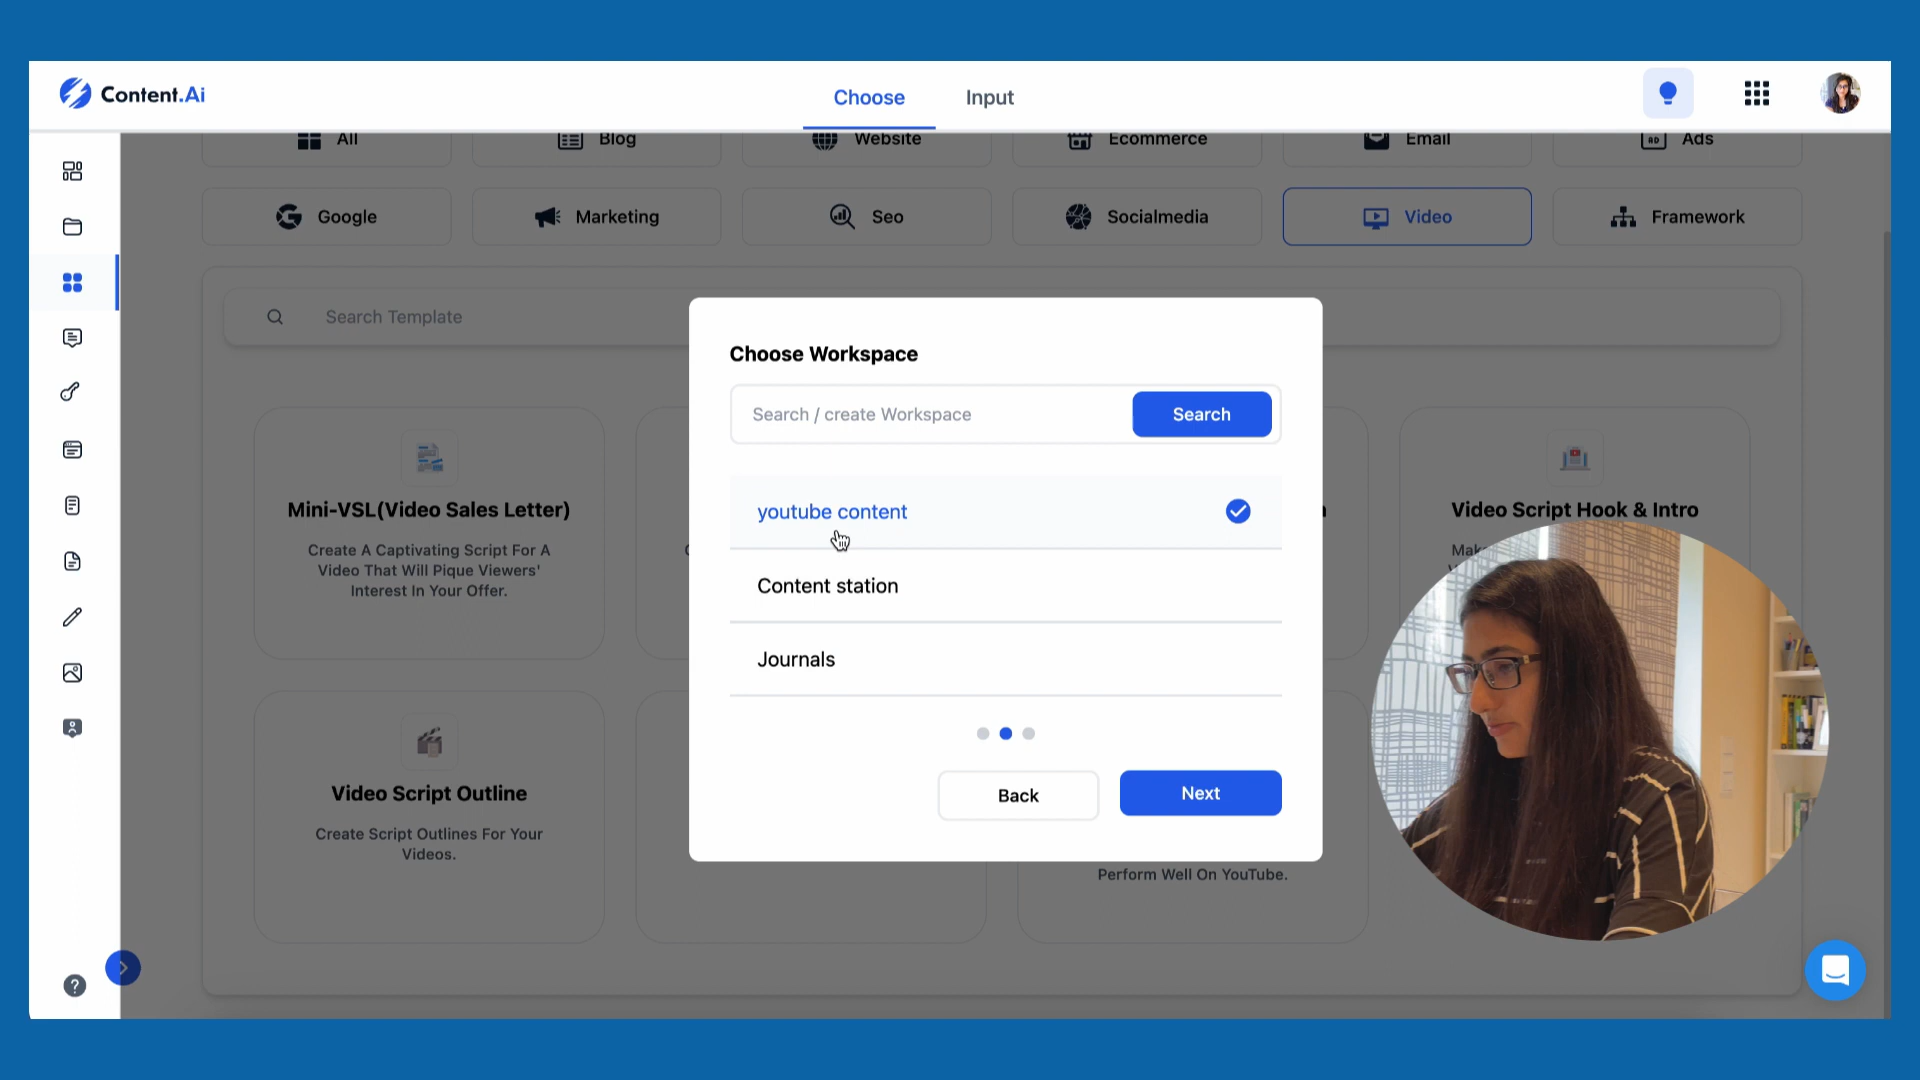 Content.Ai
Choose
Input
All
Blog
Website
Ecommerce
Email
AD
Ads
Google
Marketing
Seo
Socialmedia
Video
Framework
Search Template
Choose Workspace
Search / create Workspace
Search
youtube content
Content station
Journals
Back
Next
Mini-VSL(Video Sales Letter)
Create A Captivating Script For A
Video That Will Pique Viewers'
Interest In Your Offer.
Video Script Hook & Intro
Video Script Outline
Create Script Outlines For Your
Videos.
Perform Well On YouTube.
?